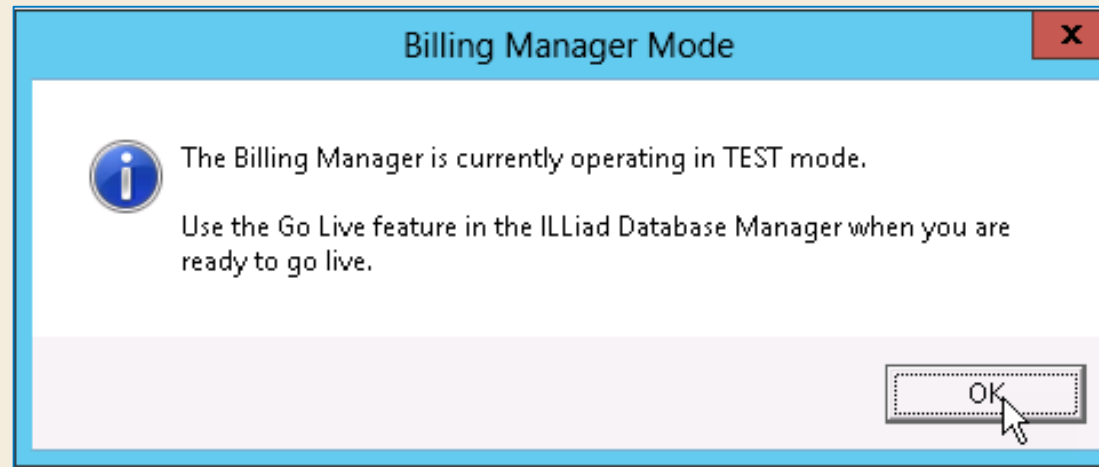 Billing Manager Mode
x
The Billing Manager is currently operating in TEST mode.
Use the Go Live feature in the ILLiad Database Manager when you are
ready to go live.
OK